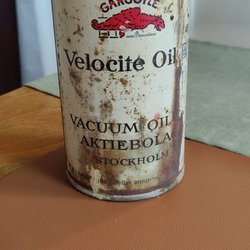 GARGOYLE
Velocite Oil
VACUUM OIL
AKTIEBOLA
STOCKHOLM